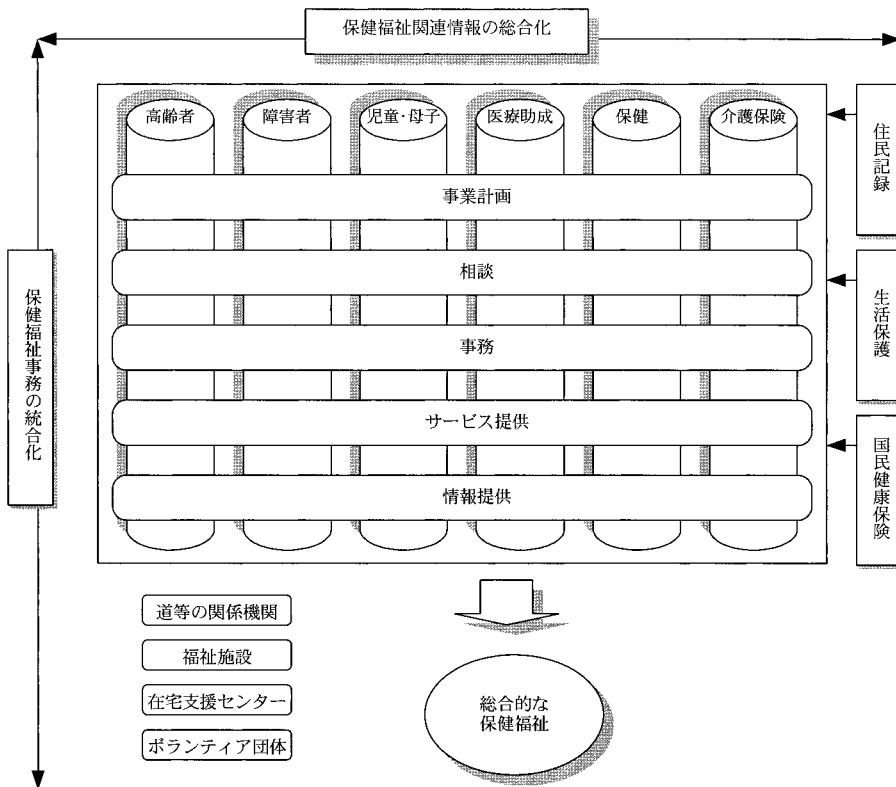 保健福祉関連情報の総合化
高齢者
障害者
児童・母子
医療助成
保健
介護保険
事業計画
相談
事務
サービス提供
情報提供
住民記録
生活保護
国民健康保険
保健福祉事務の統合化
道等の関係機関
福祉施設
在宅支援センター
ボランティア団体
総合的な
保健福祉